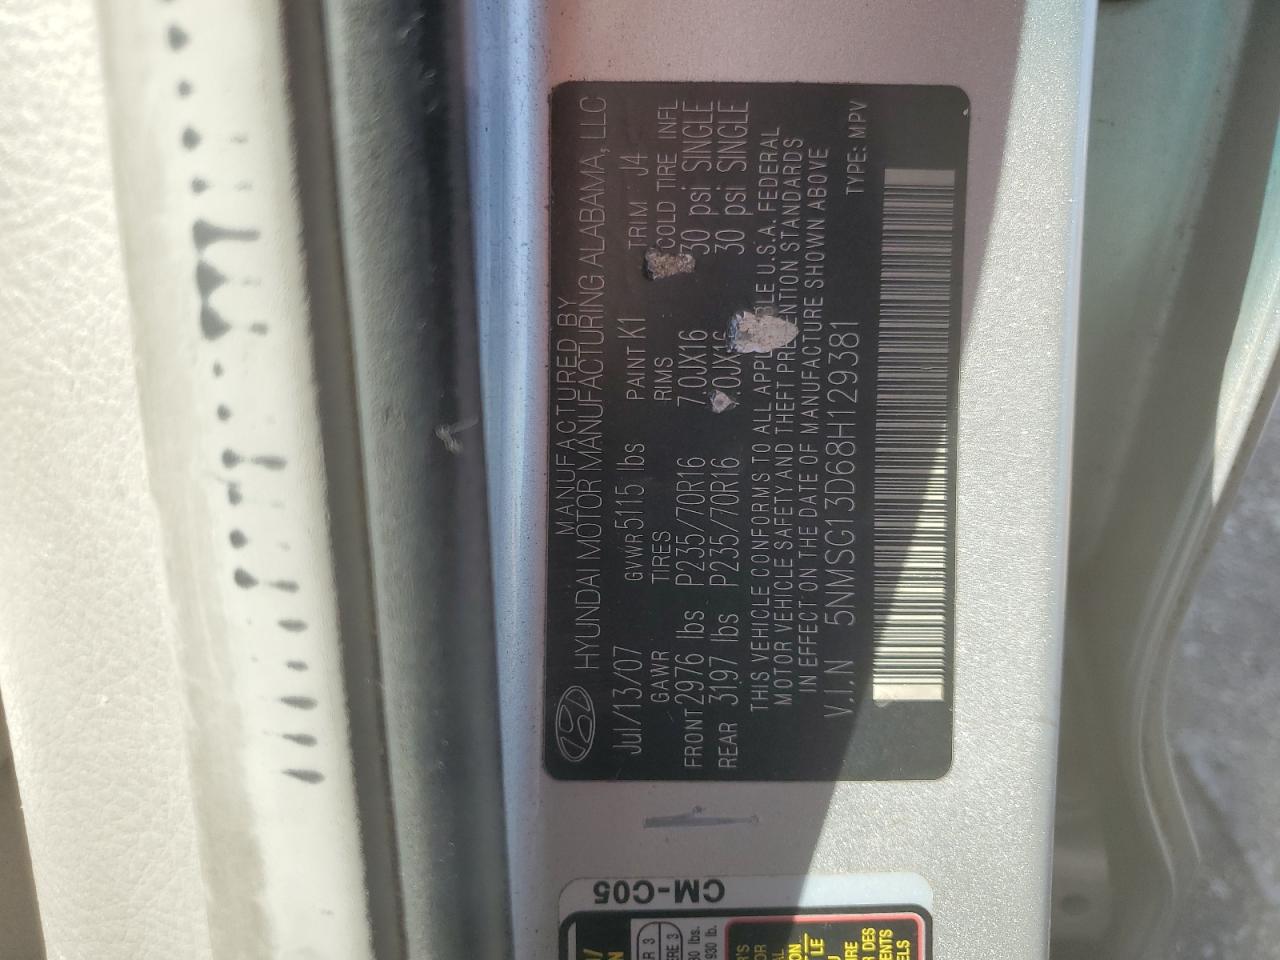 MANUFACTURED BY
HYUNDAI MOTOR MANUFACTURING ALABAMA, LLC
Jul/13/07 GVWR 5115 lbs PAINT K1 TRIM J4
GAWR TIRES RIMS COLD TIRE INFL
FRONT 2976 lbs P235/70R16 7.0JX16 30 psi SINGLE
REAR 3197 lbs P235/70R16 7.0JX16 30 psi SINGLE
THIS VEHICLE CONFORMS TO ALL U.S.A. FEDERAL
MOTOR VEHICLE SAFETY AND THEFT PREVENTION STANDARDS
IN EFFECT ON THE DATE OF MANUFACTURE SHOWN ABOVE
V.I.N 5NMSG13D68H129381 TYPE: MPV
CM-C05